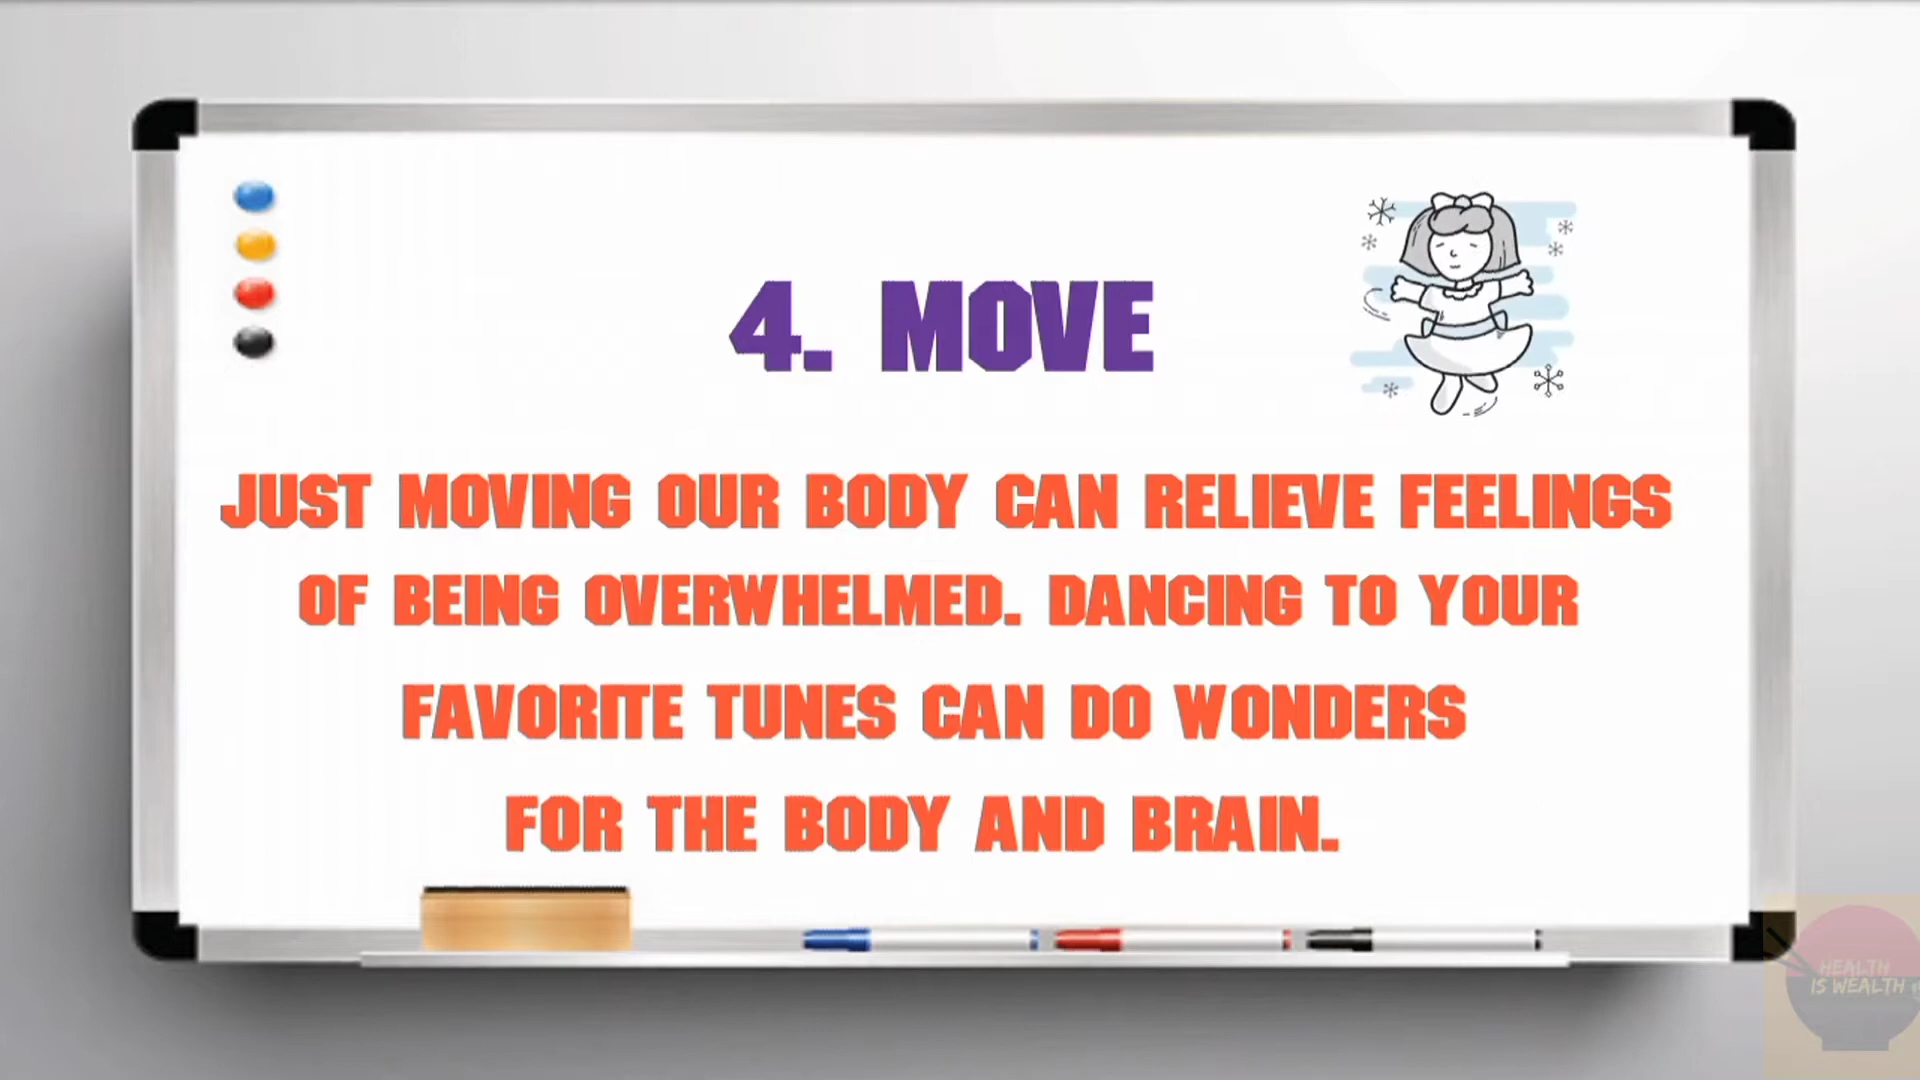 4. MOVE
JUST MOVING OUR BODY CAN RELIEVE FEELINGS
OF BEING OVERWHELMED. DANCING TO YOUR
FAVORITE TUNES CAN DO WONDERS
FOR THE BODY AND BRAIN.
HEALTH
IS WEALTH